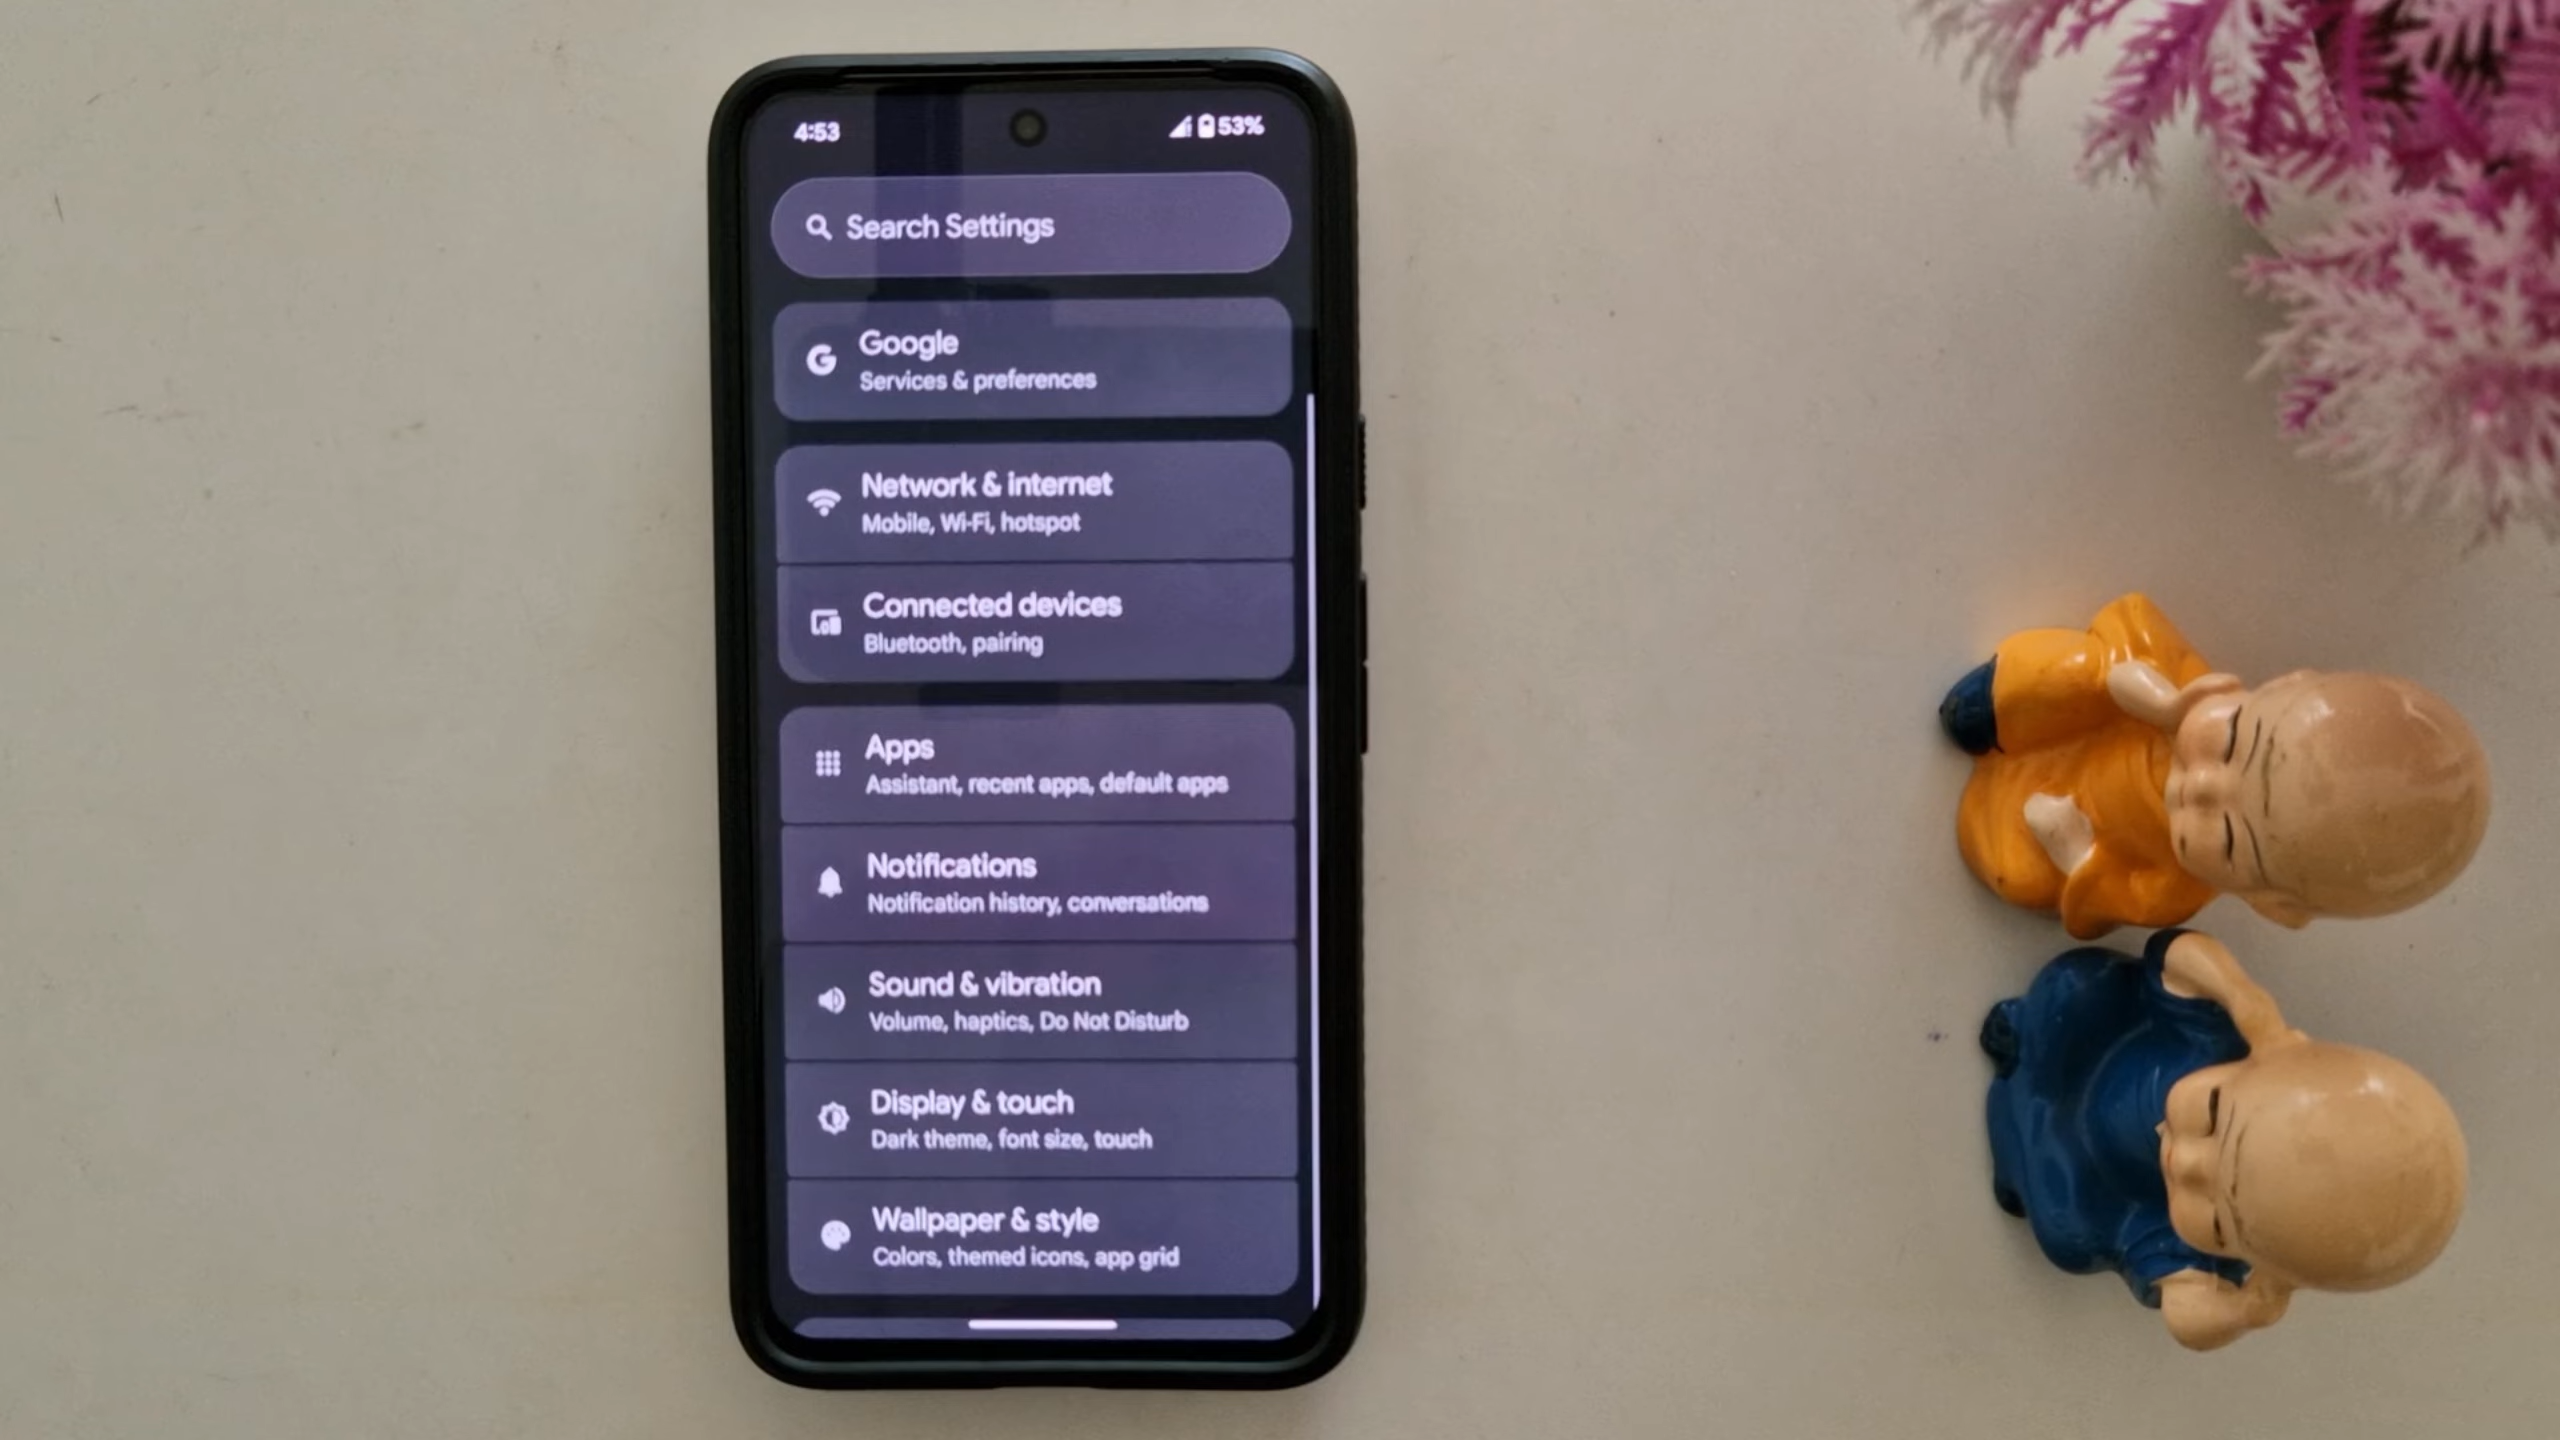 4:53
53%
Search Settings
Google
Services & preferences
Network & internet
Mobile, Wi-Fi, hotspot
Connected devices
Bluetooth, pairing
Apps
Assistant, recent apps, default apps
Notifications
Notification history, conversations
Sound & vibration
Volume, haptics, Do Not Disturb
Display & touch
Dark theme, font size, touch
Wallpaper & style
Colors, themed icons, app grid